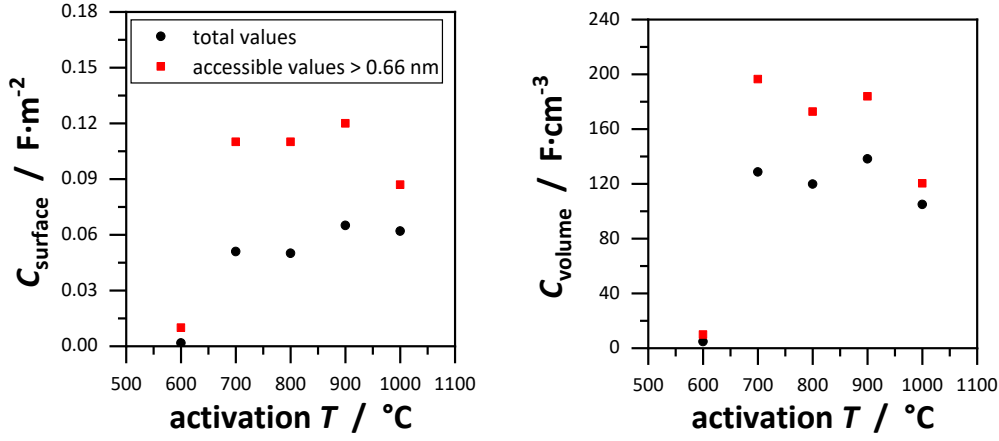 0.18
0.15
0.12
0.09
0.06
0.03
0.00
C_surface / F·m⁻²
total values
accessible values > 0.66 nm
500 600 700 800 900 1000 1100
activation T / °C
240
200
160
120
80
40
0
C_volume / F·cm⁻³
500 600 700 800 900 1000 1100
activation T / °C